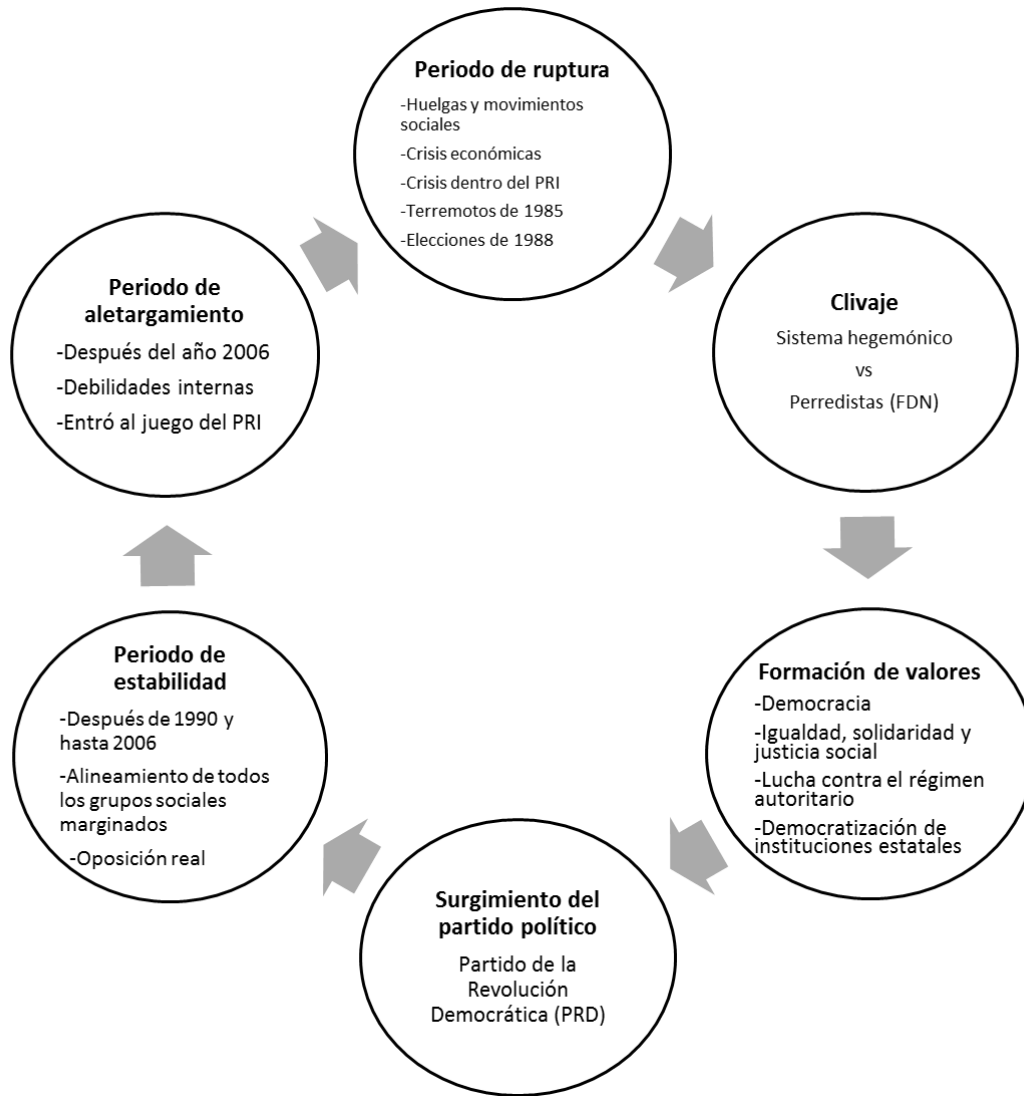 Periodo de ruptura
-Huelgas y movimientos
sociales
-Crisis económicas
-Crisis dentro del PRI
-Terremotos de 1985
-Elecciones de 1988
Clivaje
Sistema hegemónico
vs
Perredistas (FDN)
Formación de valores
-Democracia
-Igualdad, solidaridad y
justicia social
-Lucha contra el régimen
autoritario
-Democratización de
instituciones estatales
Surgimiento del
partido político
Partido de la
Revolución
Democrática (PRD)
Periodo de
estabilidad
-Después de 1990 y
hasta 2006
-Alineamiento de todos
los grupos sociales
marginados
-Oposición real
Periodo de
aletargamiento
-Después del año 2006
-Debilidades internas
-Entró al juego del PRI